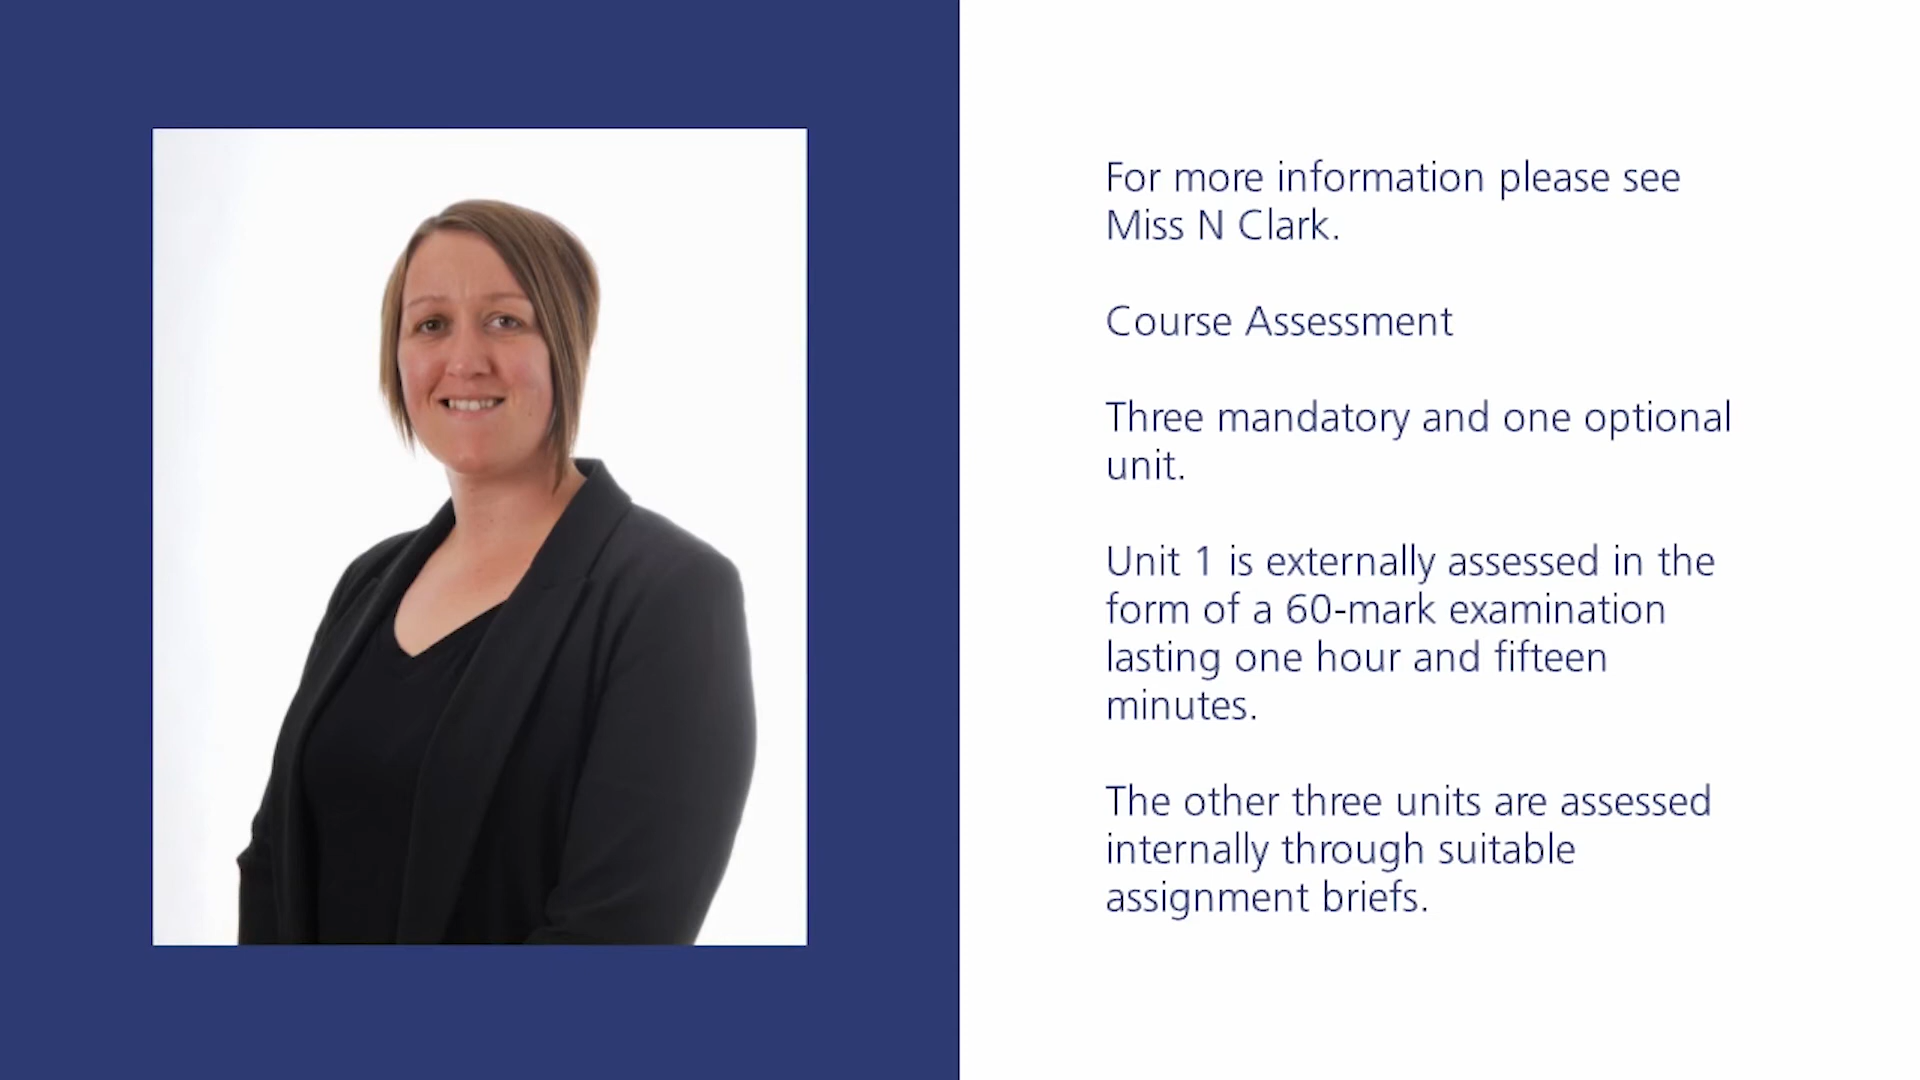 For more information please see
Miss N Clark.
Course Assessment
Three mandatory and one optional
unit.
Unit 1 is externally assessed in the
form of a 60-mark examination
lasting one hour and fifteen
minutes.
The other three units are assessed
internally through suitable
assignment briefs.